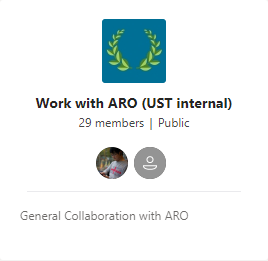 Work with ARO (UST internal)
29 members | Public
General Collaboration with ARO